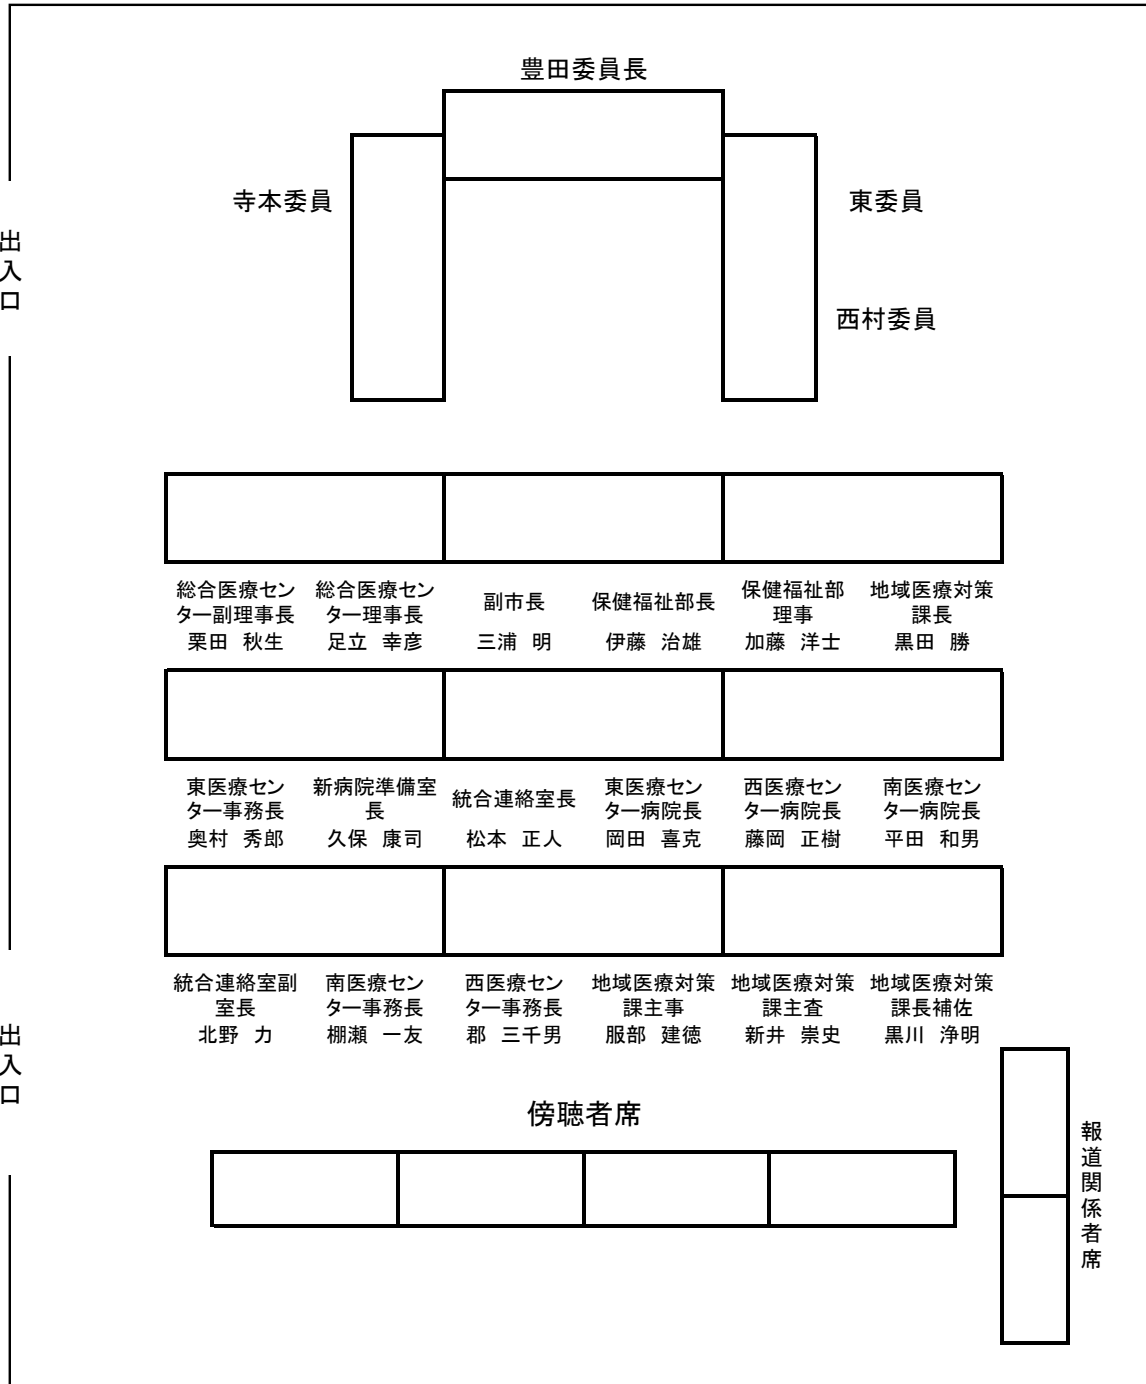 豊田委員長
寺本委員
東委員
西村委員
出入口
総合医療セン
ター副理事長
栗田 秋生
総合医療セン
ター理事長
足立 幸彦
副市長
三浦 明
保健福祉部長
伊藤 治雄
保健福祉部
理事
加藤 洋士
地域医療対策
課長
黒田 勝
東医療セン
ター事務長
奥村 秀郎
新病院準備室
長
久保 康司
統合連絡室長
松本 正人
東医療セン
ター病院長
岡田 喜克
西医療セン
ター病院長
藤岡 正樹
南医療セン
ター病院長
平田 和男
統合連絡室副
室長
北野 力
南医療セン
ター事務長
棚瀬 一友
西医療セン
ター事務長
郡 三千男
地域医療対策
課主事
服部 建徳
地域医療対策
課主査
新井 崇史
地域医療対策
課長補佐
黒川 浄明
出入口
傍聴者席
報道関係者席